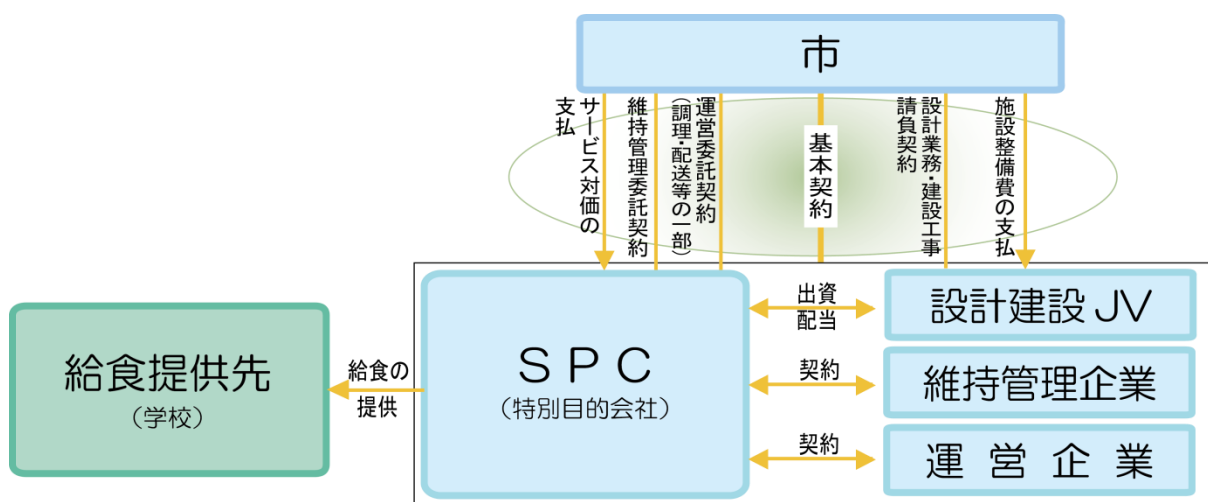 市
サービス対価の
支払
維持管理委託契約
運営委託契約
（調理・配送等の一部）
基本契約
設計業務・建設工事
請負契約
施設整備費の支払
給食提供先
（学校）
給食の
提供
ＳＰＣ
（特別目的会社）
出資
配当
契約
契約
設計建設 JV
維持管理企業
運営企業